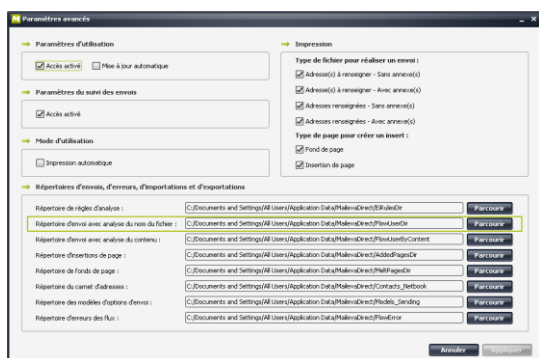 Paramètres avancés
Paramètres d'utilisation
Accès activé
Mise à jour automatique
Paramètres du suivi des envois
Accès activé
Mode d'utilisation
Impression automatique
Impression
Type de fichier pour réaliser un envoi :
Adresse(s) à renseigner - Sans annexe(s)
Adresse(s) à renseigner - Avec annexe(s)
Adresses renseignées - Sans annexe(s)
Adresses renseignées - Avec annexe(s)
Type de page pour créer un insert :
Fond de page
Insertion de page
Répertoires d'envois, d'erreurs, d'importations et d'exportations
Répertoire de règles d'analyse : C:/Documents and Settings/All Users/Application Data/MailevaDirect/ERulesDir Parcourir
Répertoire d'envoi avec analyse du nom du fichier : C:/Documents and Settings/All Users/Application Data/MailevaDirect/FlowUserDir Parcourir
Répertoire d'envoi avec analyse du contenu : C:/Documents and Settings/All Users/Application Data/MailevaDirect/FlowUserByContent Parcourir
Répertoire d'insertions de page : C:/Documents and Settings/All Users/Application Data/MailevaDirect/AddedPagesDir Parcourir
Répertoire de fonds de page : C:/Documents and Settings/All Users/Application Data/MailevaDirect/MeltPagesDir Parcourir
Répertoire du carnet d'adresses : C:/Documents and Settings/All Users/Application Data/MailevaDirect/Contacts_Netbook Parcourir
Répertoire des modèles d'options d'envoi : C:/Documents and Settings/All Users/Application Data/MailevaDirect/Models_Sending Parcourir
Répertoire d'erreurs des flux : C:/Documents and Settings/All Users/Application Data/MailevaDirect/FlowError Parcourir
Annuler Appliquer